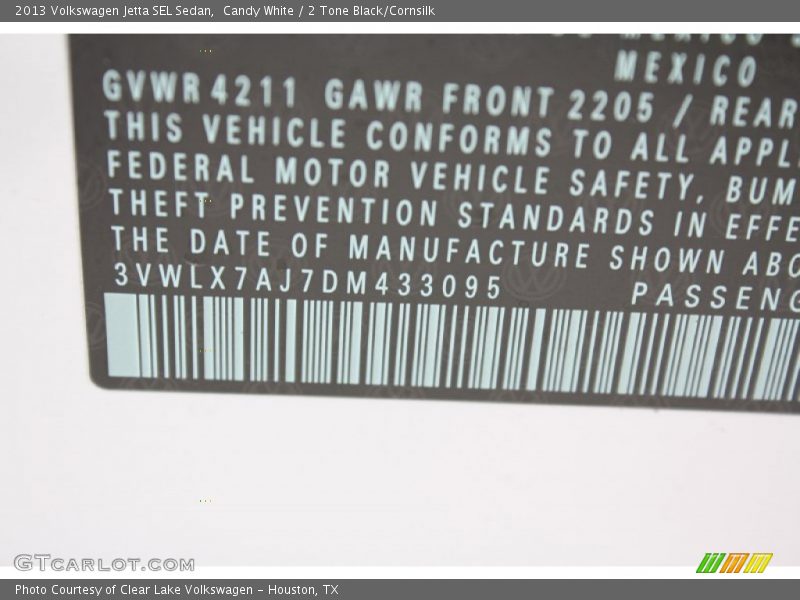 2013 Volkswagen Jetta SEL Sedan, Candy White / 2 Tone Black/Cornsilk
MEXICO
GVWR 4211 GAWR FRONT 2205 / REAR
THIS VEHICLE CONFORMS TO ALL APPL
FEDERAL MOTOR VEHICLE SAFETY, BUM
THEFT PREVENTION STANDARDS IN EFFE
THE DATE OF MANUFACTURE SHOWN ABO
3VWLX7AJ7DM433095 PASSENG
GTCARLOT.COM
Photo Courtesy of Clear Lake Volkswagen - Houston, TX